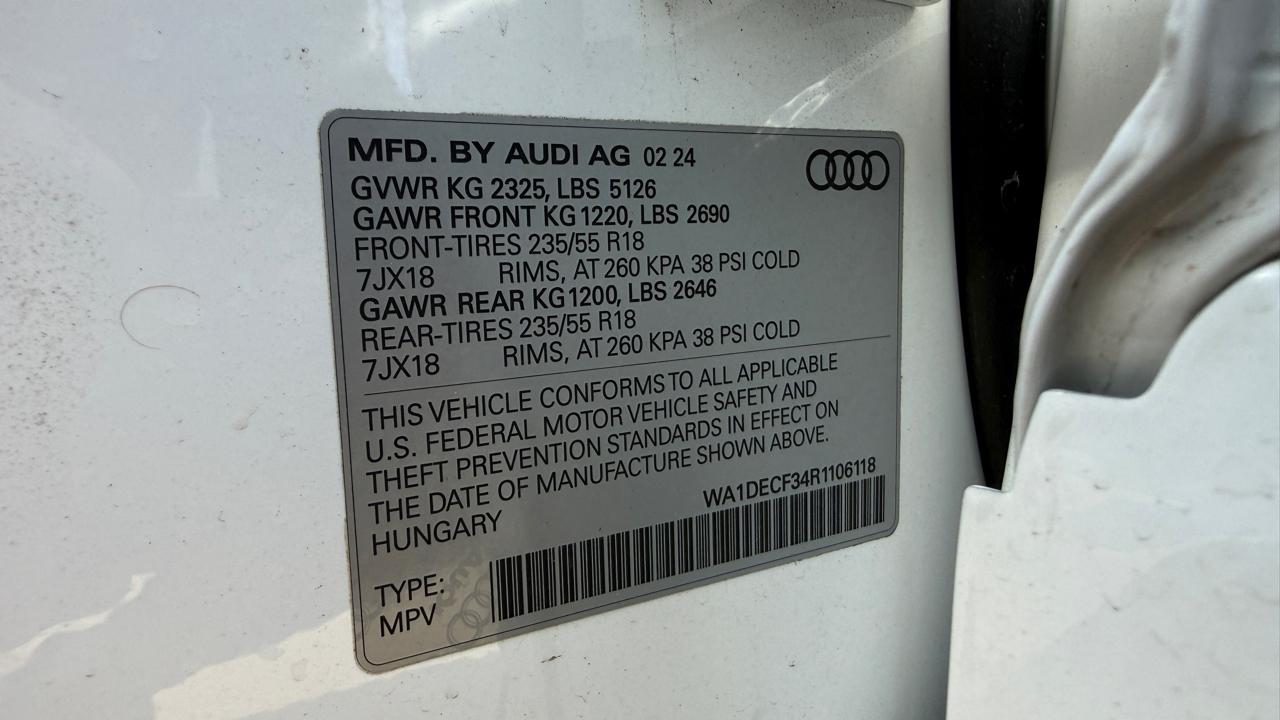 MFD. BY AUDI AG 02 24
GVWR KG 2325, LBS 5126
GAWR FRONT KG 1220, LBS 2690
FRONT-TIRES 235/55 R18
7JX18 RIMS, AT 260 KPA 38 PSI COLD
GAWR REAR KG 1200, LBS 2646
REAR-TIRES 235/55 R18
7JX18 RIMS, AT 260 KPA 38 PSI COLD
THIS VEHICLE CONFORMS TO ALL APPLICABLE
U.S. FEDERAL MOTOR VEHICLE SAFETY AND
THEFT PREVENTION STANDARDS IN EFFECT ON
THE DATE OF MANUFACTURE SHOWN ABOVE.
HUNGARY
WA1DECF34R1106118
TYPE:
MPV